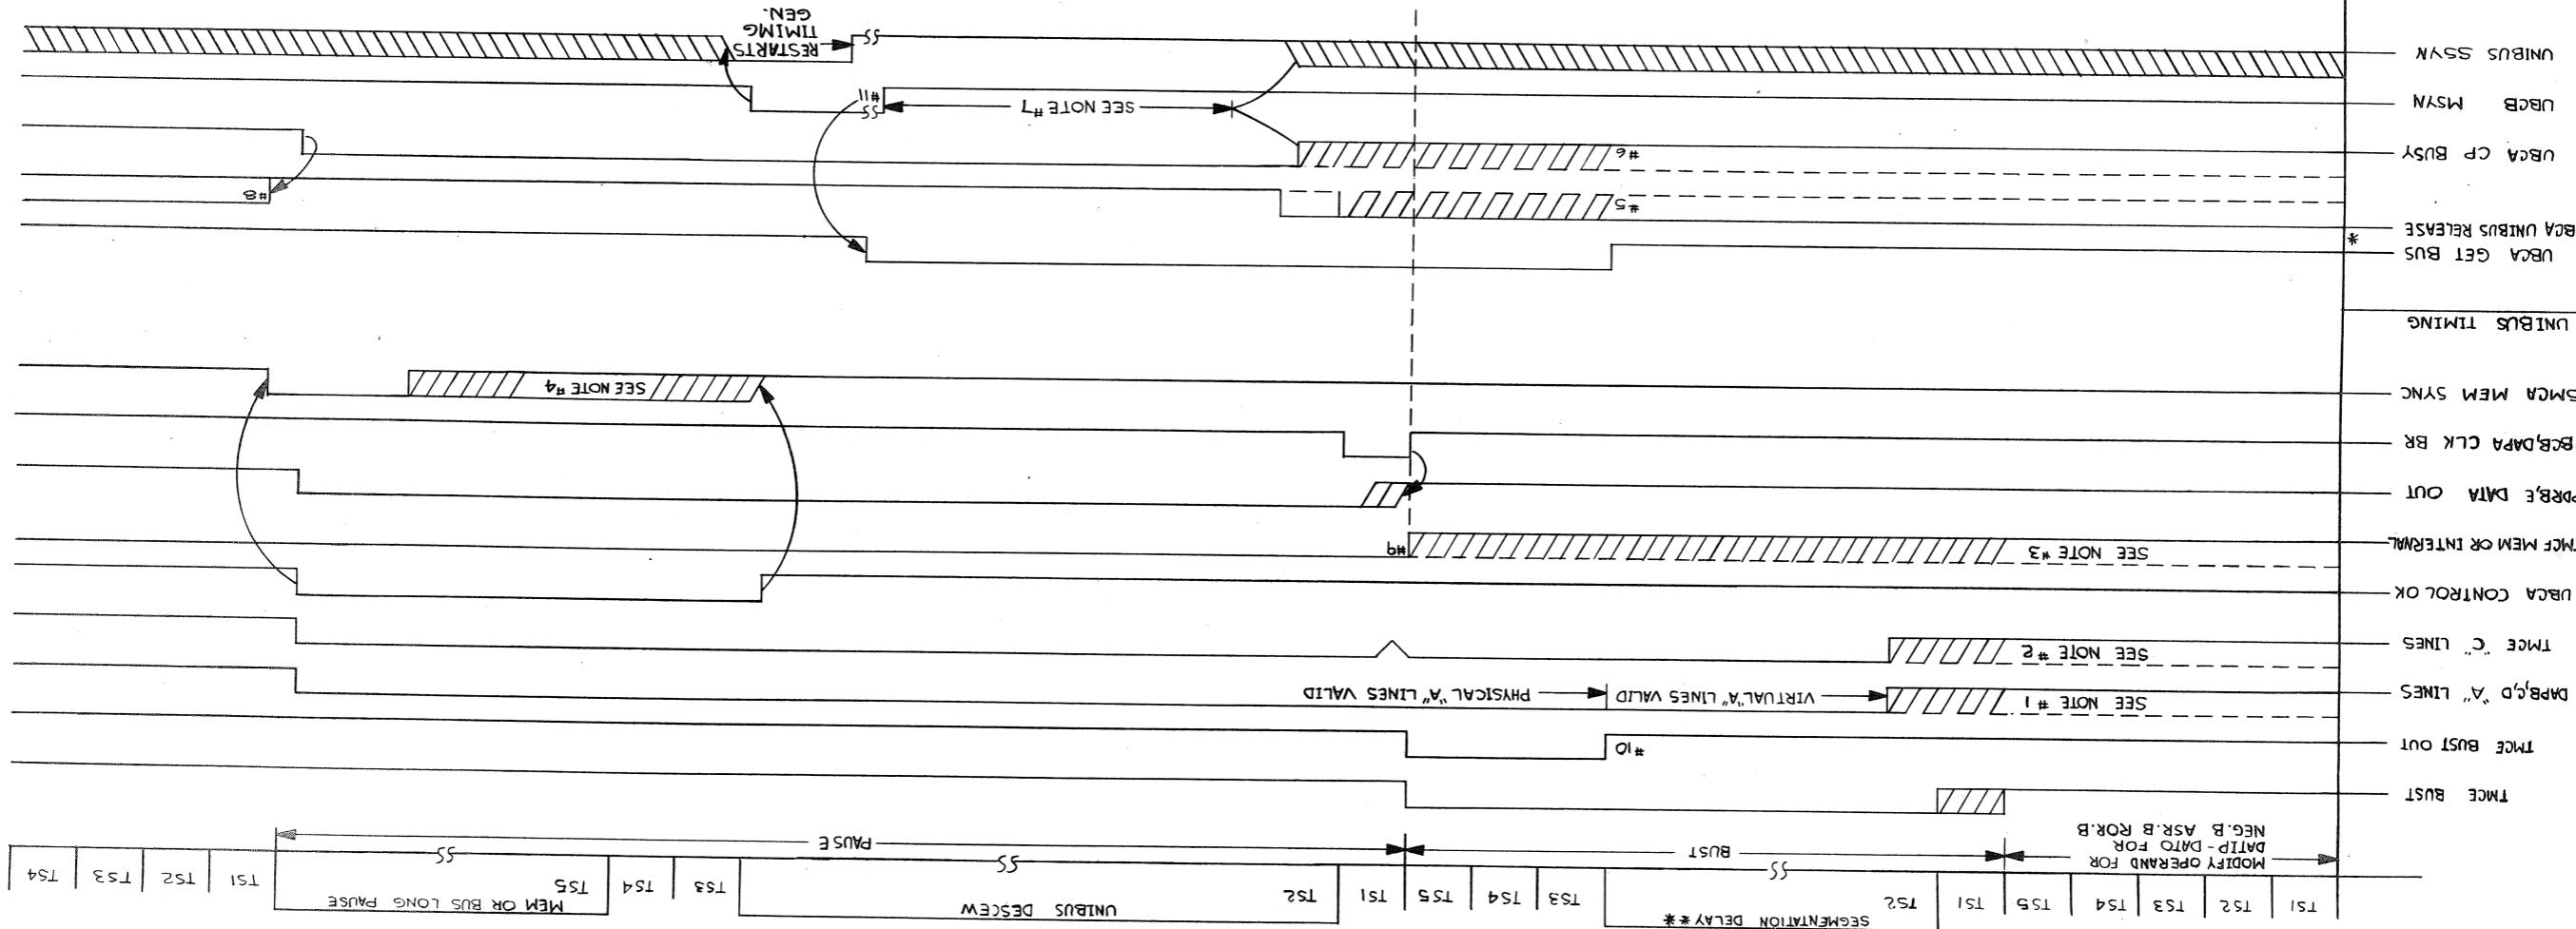 TS1 TS2 TS3 TS4 TS5 TS1 TS2 SEGMENTATION DELAY ** TS3 TS4 TS5 TS1 TS2 UNIBUS DESCEW TS3 TS4 TS5 MEM OR BUS LONG PAUSE TS1 TS2 TS3 TS4
MODIFY OPERAND FOR
DATIP-DATO FOR
NEG.B ASR.B ROR.B
BUST
PAUSE
TMCE BUST
TMCE BUST OUT #10
DAPB,C,D "A" LINES SEE NOTE #1 VIRTUAL "A" LINES VALID PHYSICAL "A" LINES VALID
TMCE "C" LINES SEE NOTE #2
UBCA CONTROL OK
TMCF MEM OR INTERNAL SEE NOTE #3 #9
PDRB,E DATA OUT
BCB,DAPA CLK BR
SMCA MEM SYNC SEE NOTE #4
UNIBUS TIMING
UBCA GET BUS *
BCA UNIBUS RELEASE #5 #8
UBCA CP BUSY #6
UBCB MSYN SEE NOTE #7 #11
UNIBUS SSYN RESTARTS
TIMING
GEN.